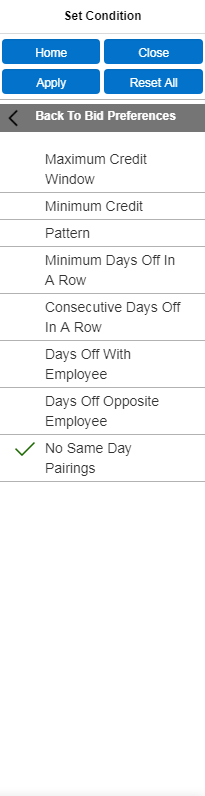 Set Condition
Home Close
Apply Reset All
Back To Bid Preferences
Maximum Credit
Window
Minimum Credit
Pattern
Minimum Days Off In
A Row
Consecutive Days Off
In A Row
Days Off With
Employee
Days Off Opposite
Employee
No Same Day
Pairings